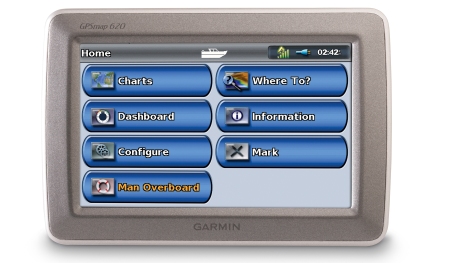 GPSmap 620
Home
02:42
Charts
Where To?
Dashboard
Information
Configure
Mark
Man Overboard
GARMIN